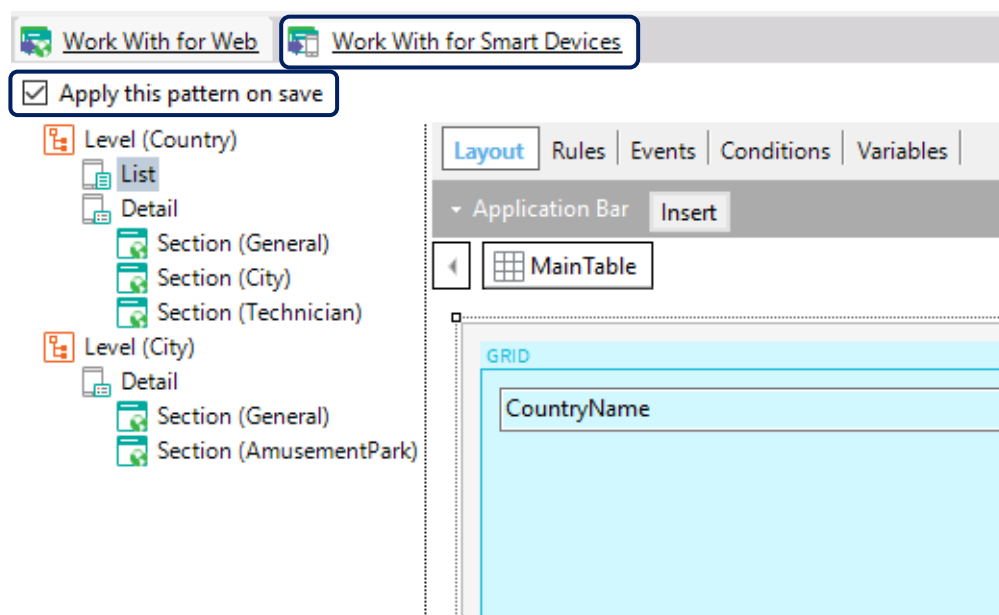 Work With for Web
Work With for Smart Devices
Apply this pattern on save
Level (Country)
List
Detail
Section (General)
Section (City)
Section (Technician)
Level (City)
Detail
Section (General)
Section (AmusementPark)
Layout
Rules
Events
Conditions
Variables
Application Bar
Insert
MainTable
GRID
CountryName